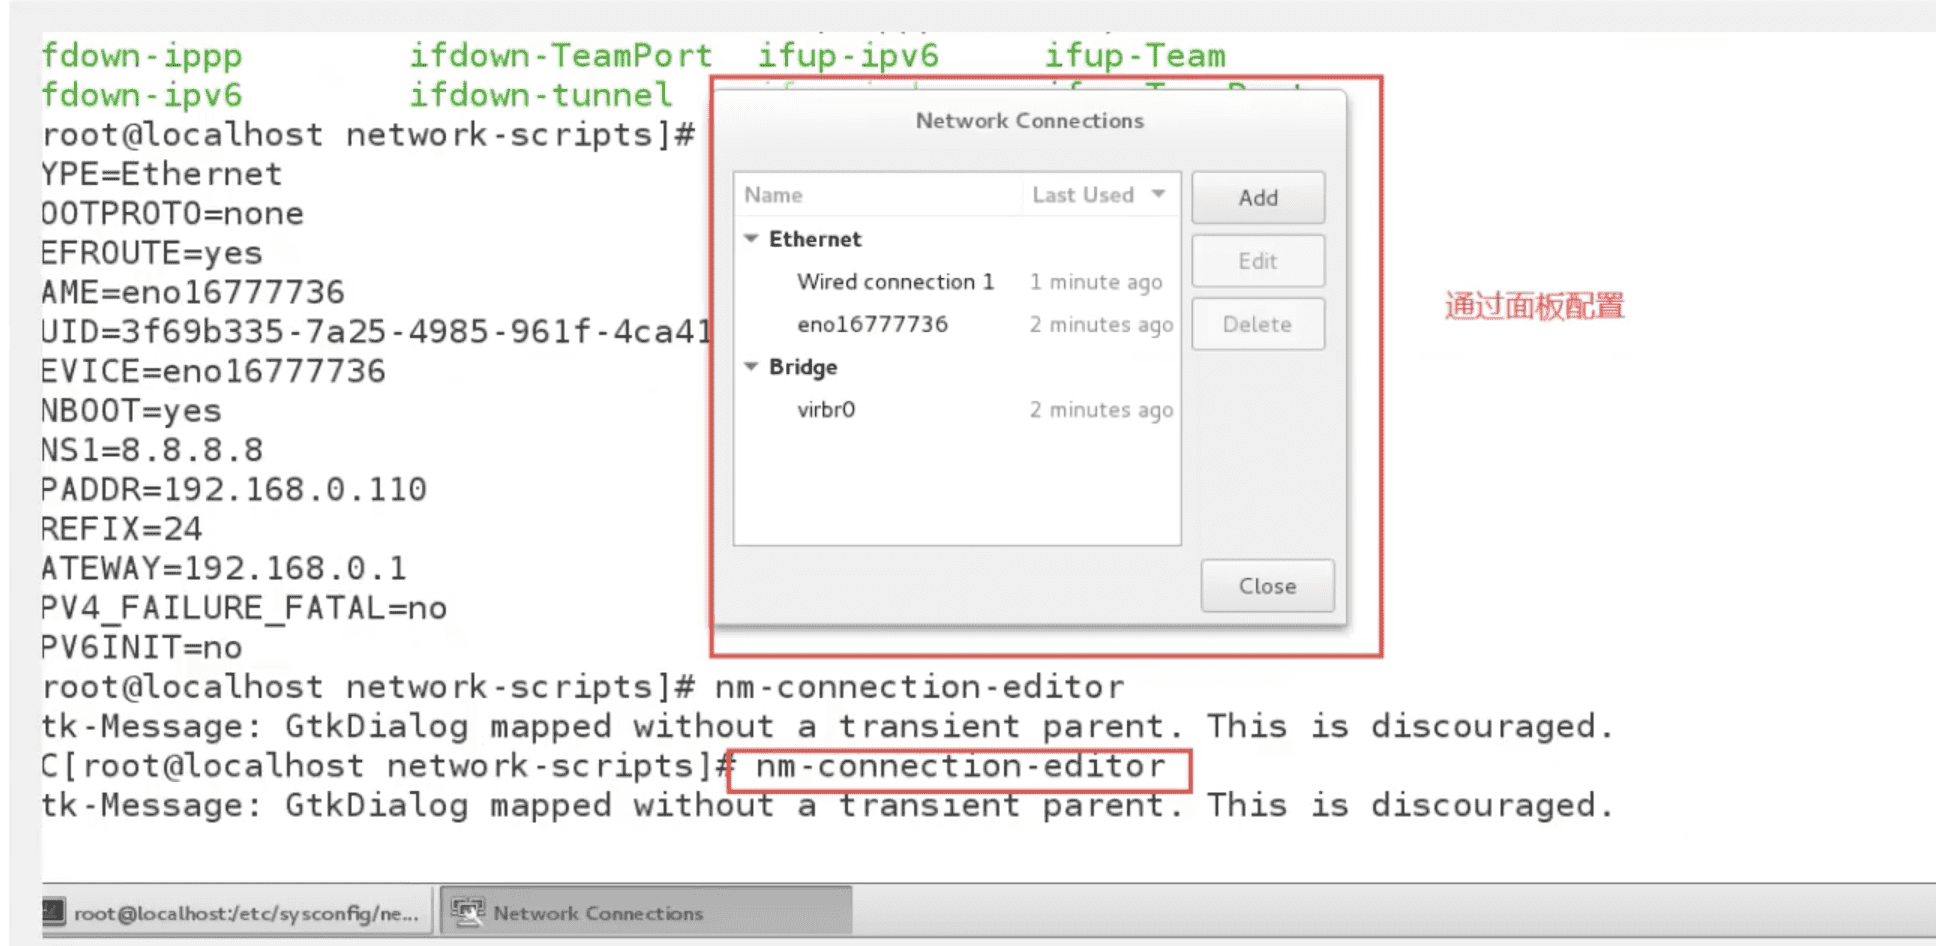 fdown-ippp ifdown-TeamPort ifup-ipv6 ifup-Team
fdown-ipv6 ifdown-tunnel
root@localhost network-scripts]#
YPE=Ethernet
OOTPROTO=none
EFROUTE=yes
AME=eno16777736
UID=3f69b335-7a25-4985-961f-4ca41
EVICE=eno16777736
NBOOT=yes
NS1=8.8.8.8
PADDR=192.168.0.110
REFIX=24
ATEWAY=192.168.0.1
PV4_FAILURE_FATAL=no
PV6INIT=no
root@localhost network-scripts]# nm-connection-editor
tk-Message: GtkDialog mapped without a transient parent. This is discouraged.
C[root@localhost network-scripts]# nm-connection-editor
tk-Message: GtkDialog mapped without a transient parent. This is discouraged.
Network Connections
Name Last Used
Ethernet
Wired connection 1 1 minute ago
eno16777736 2 minutes ago
Bridge
virbr0 2 minutes ago
Add
Edit
Delete
Close
通过面板配置
root@localhost:/etc/sysconfig/ne...
Network Connections